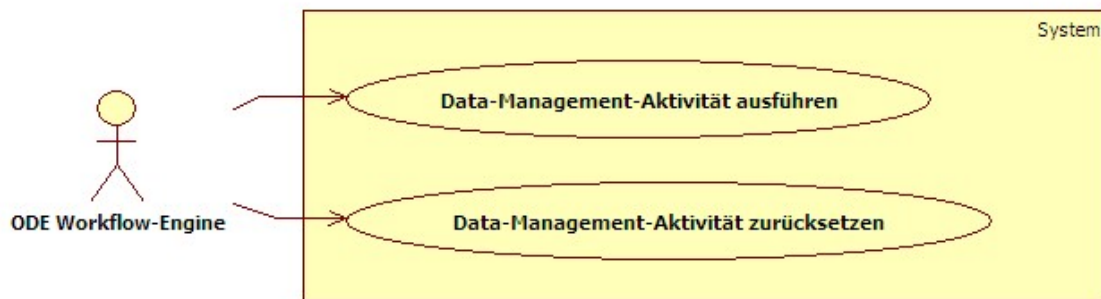 System
Data-Management-Aktivität ausführen
ODE Workflow-Engine
Data-Management-Aktivität zurücksetzen